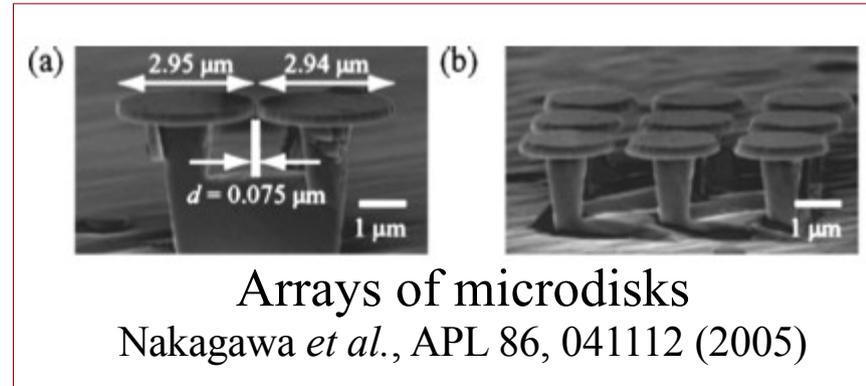 (a)
2.95 μm 2.94 μm
d = 0.075 μm
1 μm
(b)
1 μm
Arrays of microdisks
Nakagawa et al., APL 86, 041112 (2005)